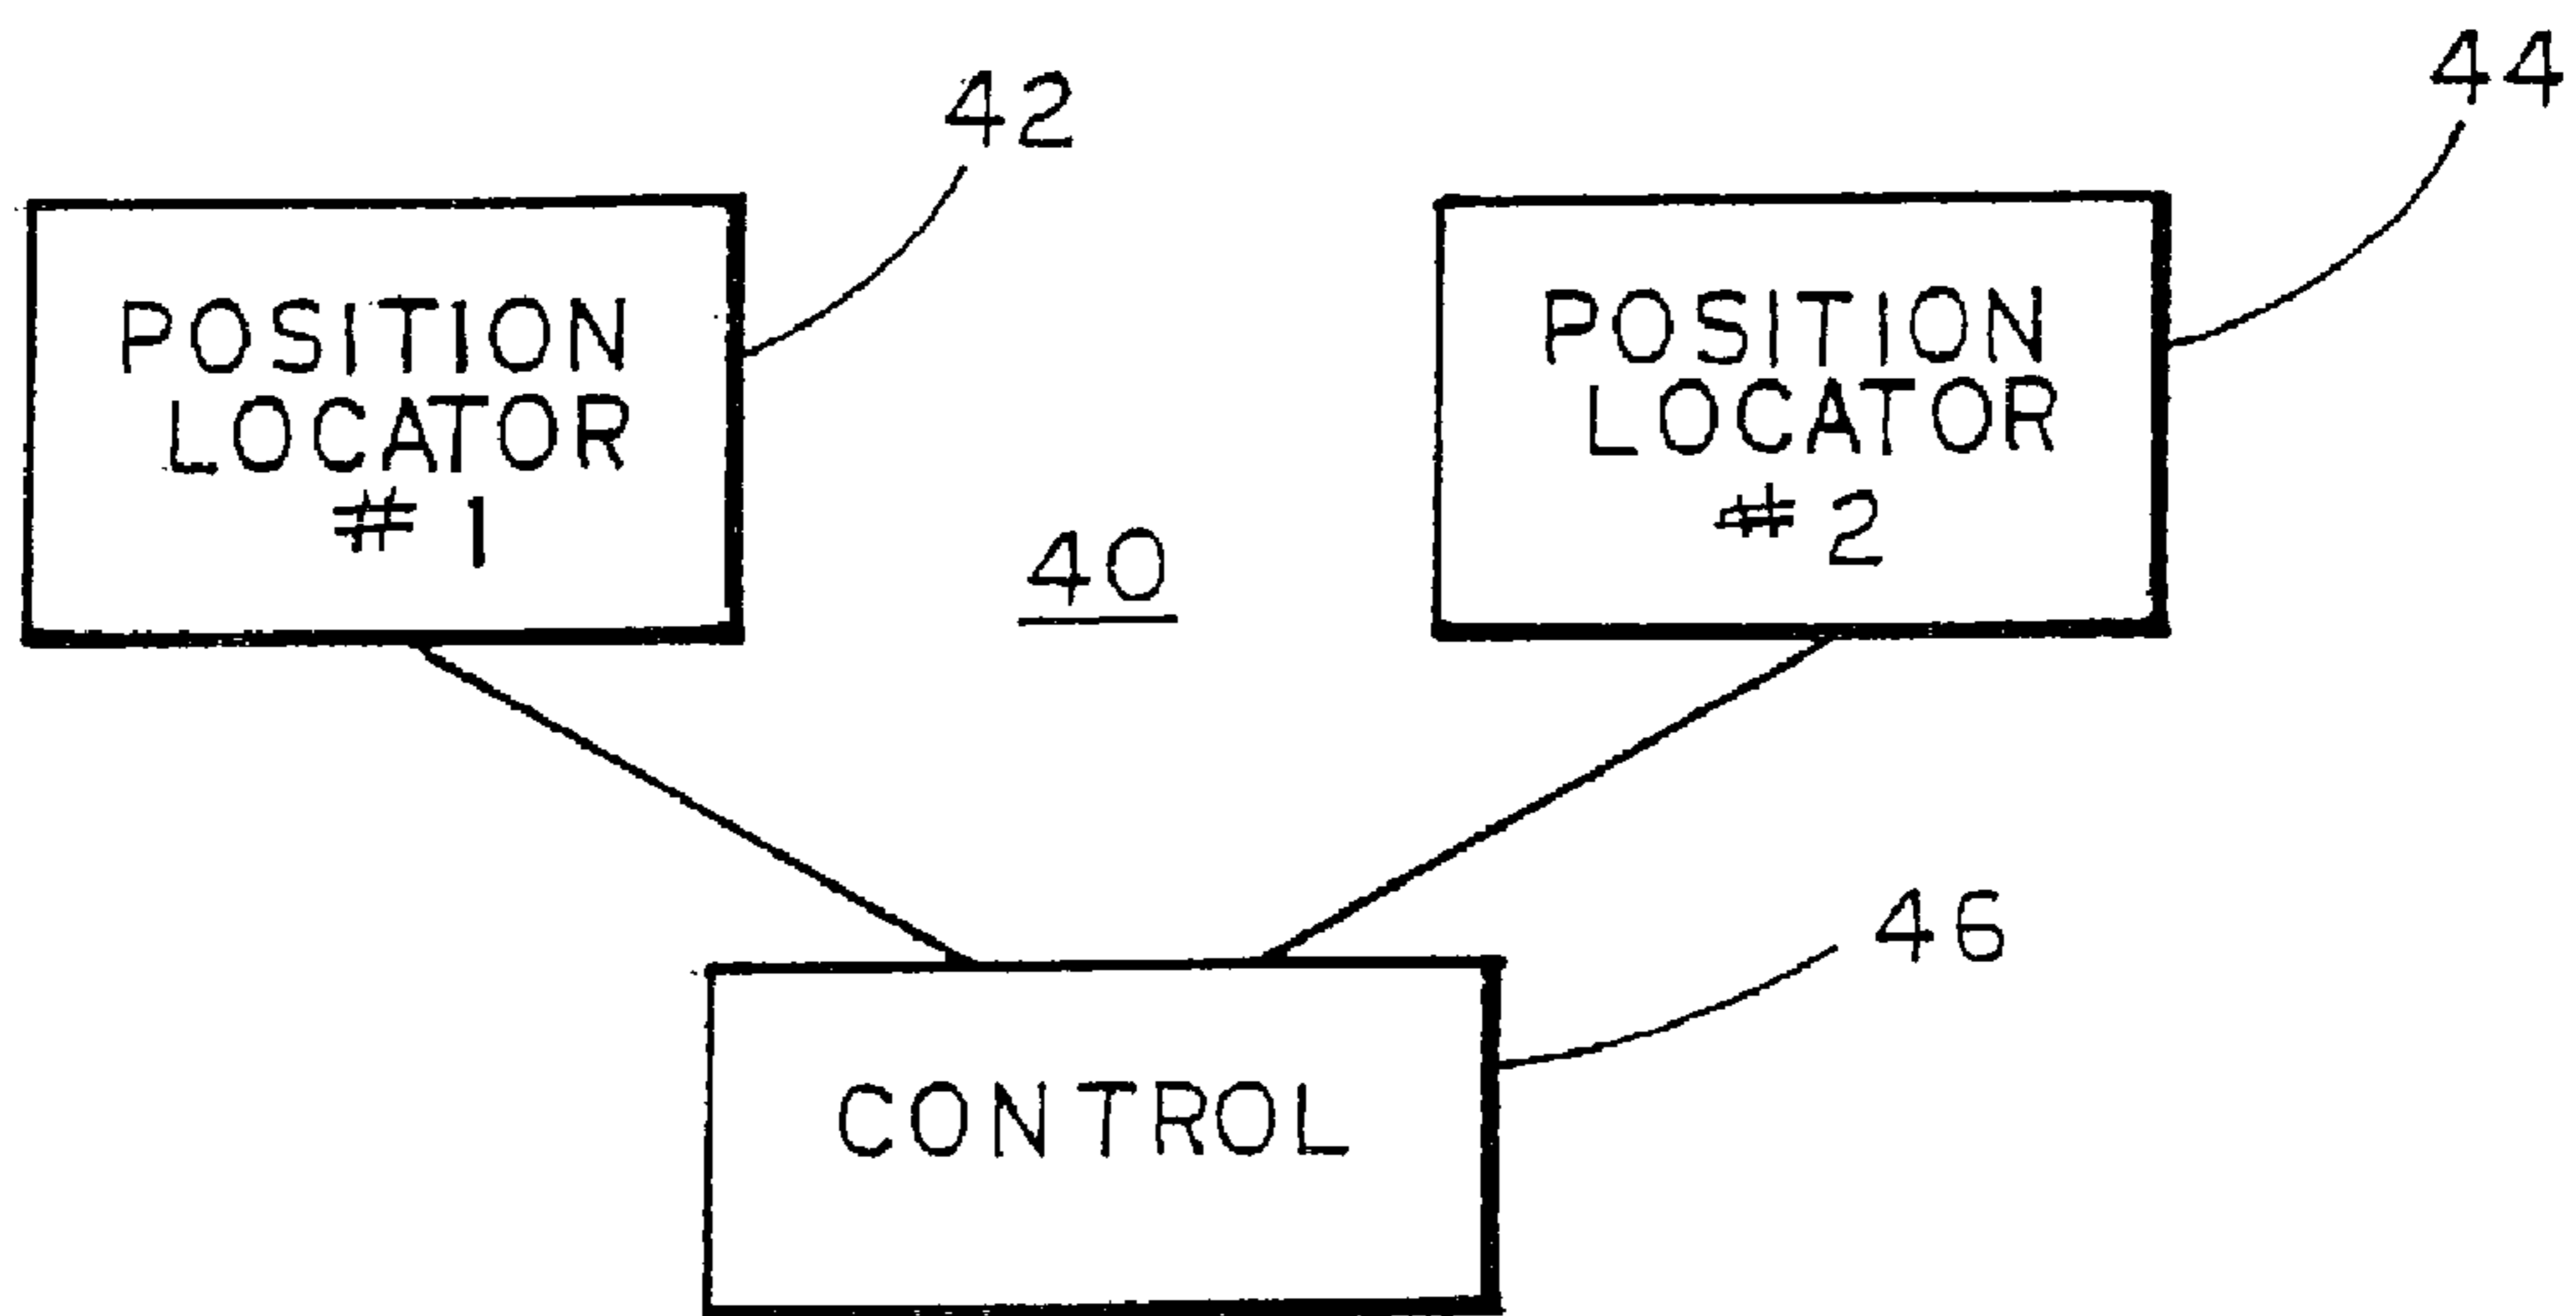 42
44
POSITION
LOCATOR
# 1
POSITION
LOCATOR
# 2
40
46
CONTROL